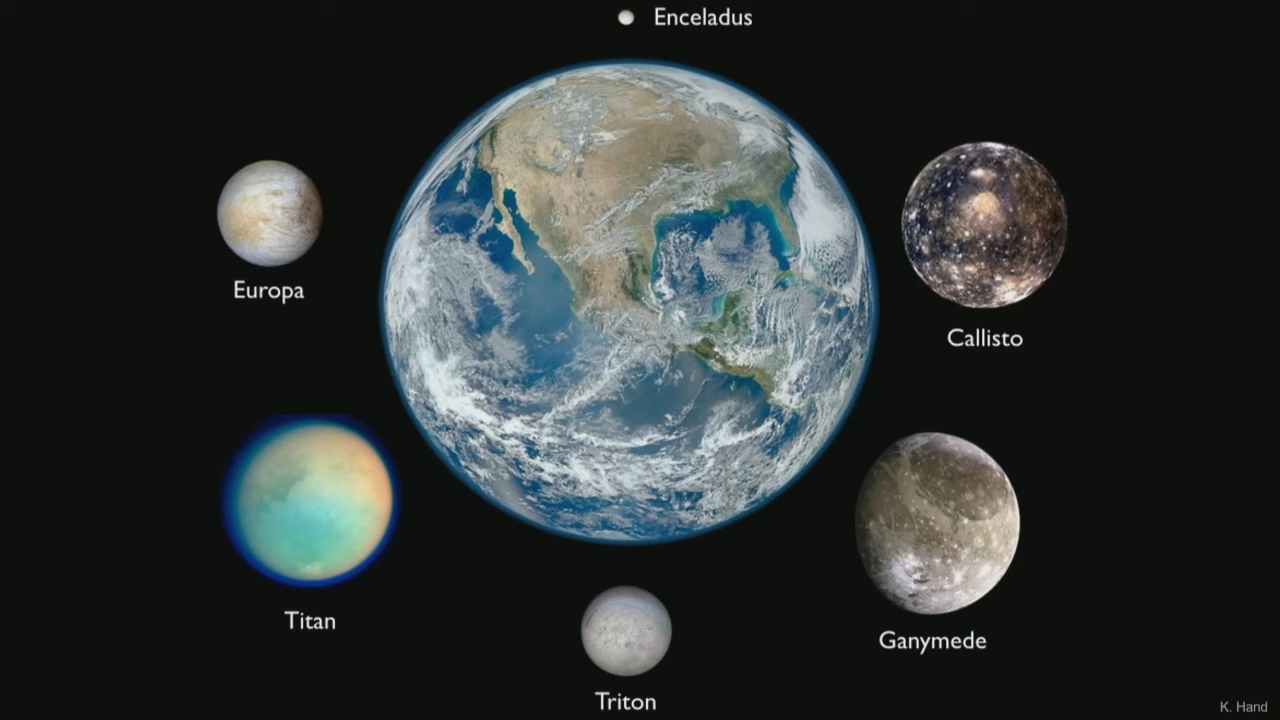 Enceladus
Europa
Callisto
Titan
Ganymede
Triton
K. Hand